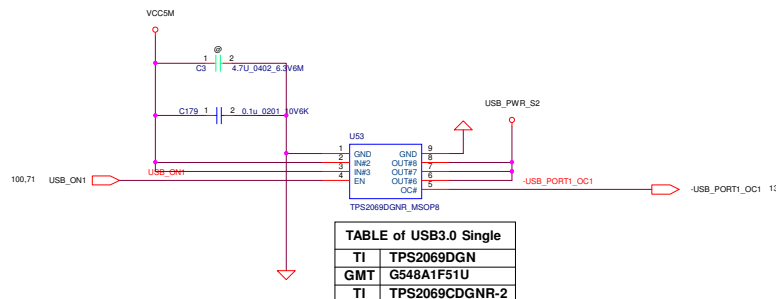 VCC5M
@
1 2
C3 4.7U_0402_6.3V6M
C179 1 2 0.1u_0201_10V6K
USB_PWR_S2
U53
1 GND GND 9
2 IN#2 OUT#8 8
3 IN#3 OUT#7 7
4 EN OUT#6 6
OC# 5
USB_ON1
100,71 USB_ON1
-USB_PORT1_OC1
-USB_PORT1_OC1 13
TPS2069DGNR_MSOP8
TABLE of USB3.0 Single
TI TPS2069DGN
GMT G548A1F51U
TI TPS2069CDGNR-2